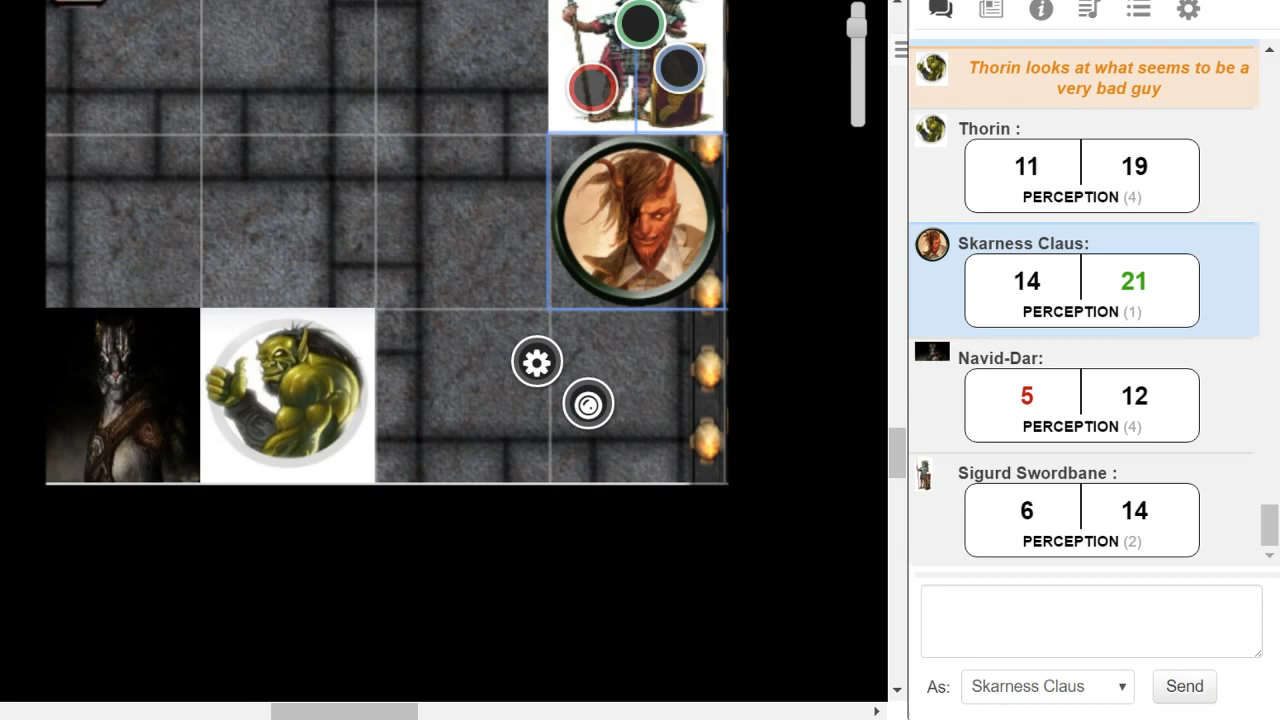 Thorin looks at what seems to be a
very bad guy
Thorin :
11 19
PERCEPTION (4)
Skarness Claus:
14 21
PERCEPTION (1)
Navid-Dar:
5 12
PERCEPTION (4)
Sigurd Swordbane :
6 14
PERCEPTION (2)
As: Skarness Claus Send